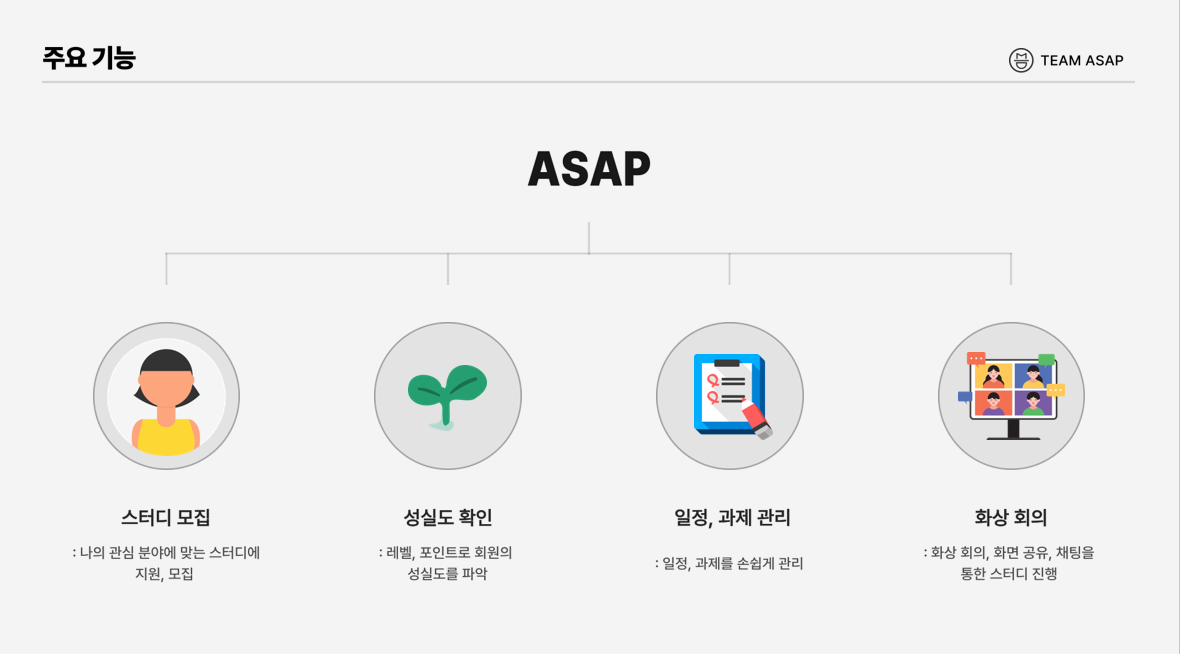 주요 기능
TEAM ASAP
ASAP
스터디 모집
: 나의 관심 분야에 맞는 스터디에
지원, 모집
성실도 확인
: 레벨, 포인트로 회원의
성실도를 파악
일정, 과제 관리
: 일정, 과제를 손쉽게 관리
화상 회의
: 화상 회의, 화면 공유, 채팅을
통한 스터디 진행